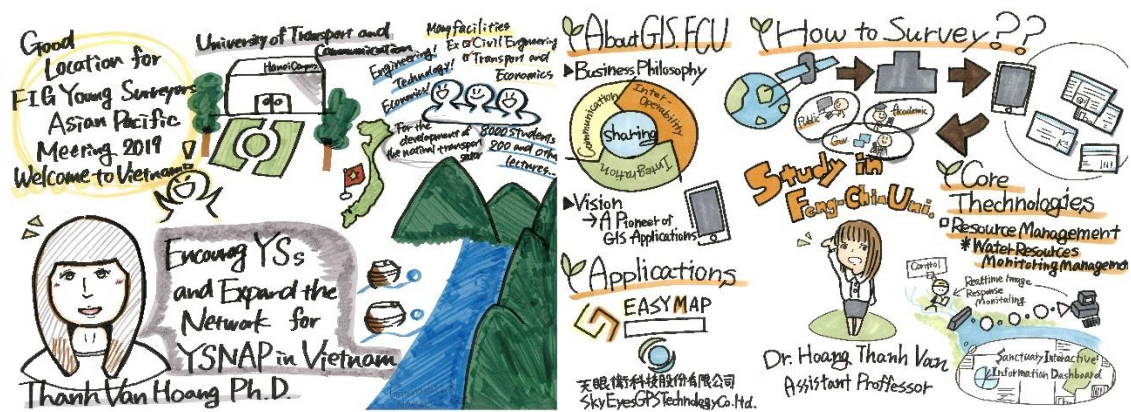 Good
Location for
FIG Young Surveyors
Asian Pacific
Meering 2019
Welcome to Vietnam!
University of Transport and
Communication
Hanoi Campus
Many facilities
Ex) Civil Engineering
Transport and
Economics
Engineering!
Technology!
Economics!
For the
development of
the national transport
sector
8000 Students
800 and other
lectures...
Encourag YSs
and Expand the
Network for
YSNAP in Vietnam
Thanh Van Hoang Ph.D.
About GIS.FCU
▶Business Philosophy
Communication
Inter-
Operability
Integration
Sharing
▶Vision
→A Pioneer of
GIS Applications
Applications
EASY MAP
天眼衛星科技股份有限公司
SkyEyes GPS Technology Co. ltd.
How to Survey??
Public
Academic
Gov.
Study in
Feng-Chia Uni.
Dr. Hoang Thanh Van
Assistant Proffessor
Core
Thechnologies
□Resource Management
*Water Resources
Monitoring Management
Control
Realtime Image
Response
Monitaling
Sanctuary Interactive
Information Dashboard